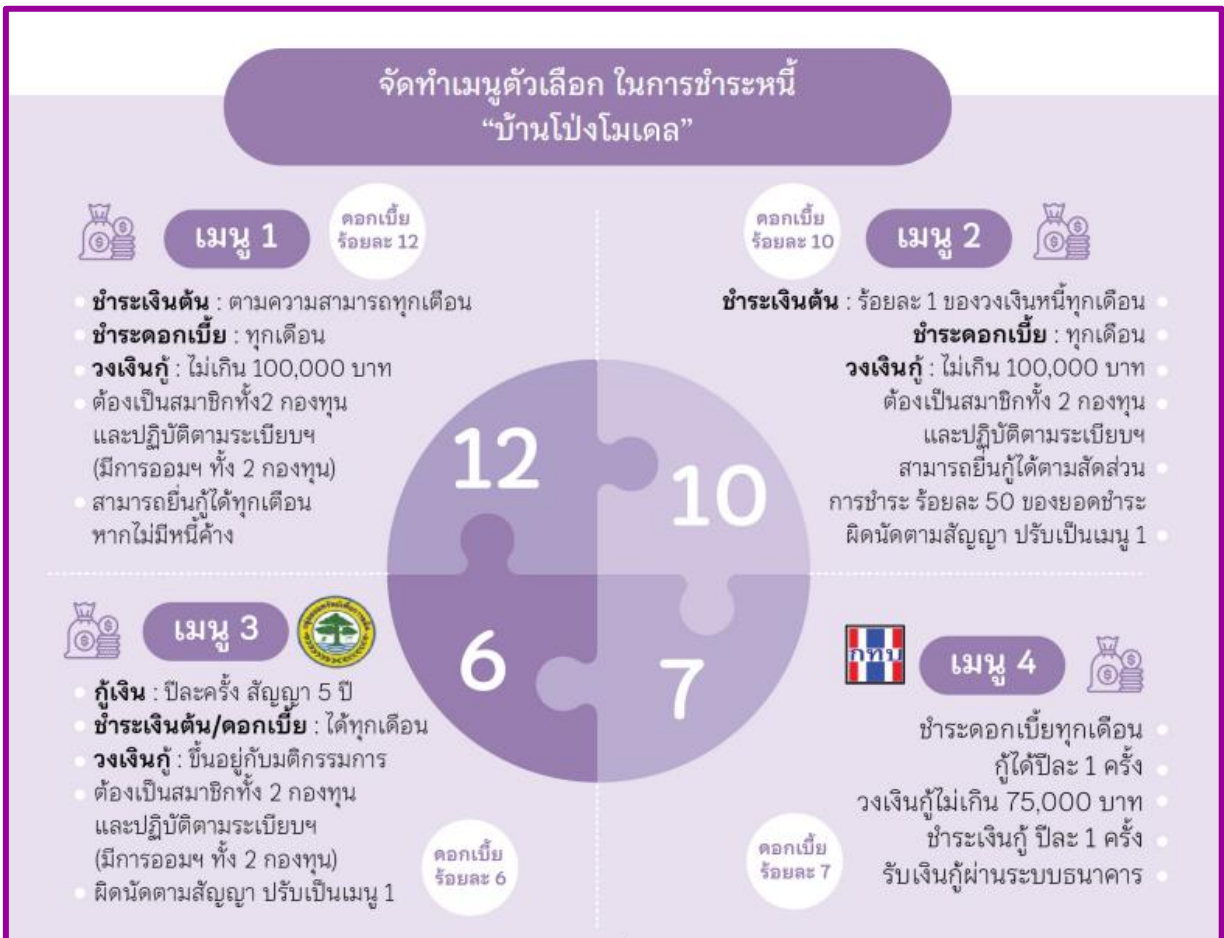 จัดทำเมนูตัวเลือก ในการชำระหนี้
“บ้านโป่งโมเดล”
เมนู 1
ดอกเบี้ย
ร้อยละ 12
ชำระเงินต้น : ตามความสามารถทุกเดือน
ชำระดอกเบี้ย : ทุกเดือน
วงเงินกู้ : ไม่เกิน 100,000 บาท
ต้องเป็นสมาชิกทั้ง2 กองทุน
และปฏิบัติตามระเบียบฯ
(มีการออมฯ ทั้ง 2 กองทุน)
สามารถยื่นกู้ได้ทุกเดือน
หากไม่มีหนี้ค้าง
ดอกเบี้ย
ร้อยละ 10
เมนู 2
ชำระเงินต้น : ร้อยละ 1 ของวงเงินหนี้ทุกเดือน
ชำระดอกเบี้ย : ทุกเดือน
วงเงินกู้ : ไม่เกิน 100,000 บาท
ต้องเป็นสมาชิกทั้ง 2 กองทุน
และปฏิบัติตามระเบียบฯ
สามารถยื่นกู้ได้ตามสัดส่วน
การชำระ ร้อยละ 50 ของยอดชำระ
ผิดนัดตามสัญญา ปรับเป็นเมนู 1
12
10
6
7
เมนู 3
กู้เงิน : ปีละครั้ง สัญญา 5 ปี
ชำระเงินต้น/ดอกเบี้ย : ได้ทุกเดือน
วงเงินกู้ : ขึ้นอยู่กับมติกรรมการ
ต้องเป็นสมาชิกทั้ง 2 กองทุน
และปฏิบัติตามระเบียบฯ
(มีการออมฯ ทั้ง 2 กองทุน)
ผิดนัดตามสัญญา ปรับเป็นเมนู 1
ดอกเบี้ย
ร้อยละ 6
กทบ
เมนู 4
ชำระดอกเบี้ยทุกเดือน
กู้ได้ปีละ 1 ครั้ง
วงเงินกู้ไม่เกิน 75,000 บาท
ชำระเงินกู้ ปีละ 1 ครั้ง
รับเงินกู้ผ่านระบบธนาคาร
ดอกเบี้ย
ร้อยละ 7